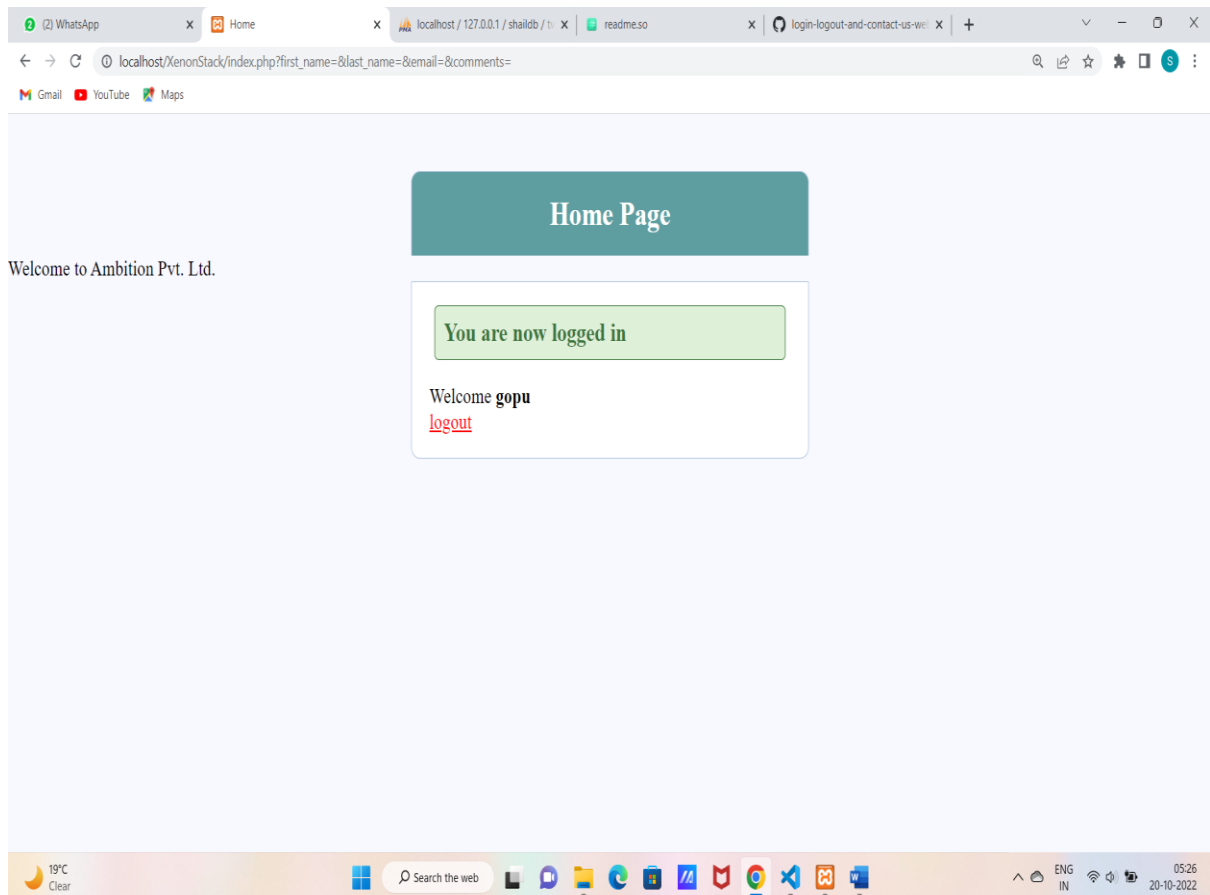 (2) WhatsApp
Home
localhost / 127.0.0.1 / shaildb /
readme.so
login-logout-and-contact-us-we
localhost/XenonStack/index.php?first_name=&last_name=&email=&comments=
S
Gmail YouTube Maps
Home Page
Welcome to Ambition Pvt. Ltd.
You are now logged in
Welcome gopu
logout
19°C
Clear
Search the web
ENG
IN
05:26
20-10-2022